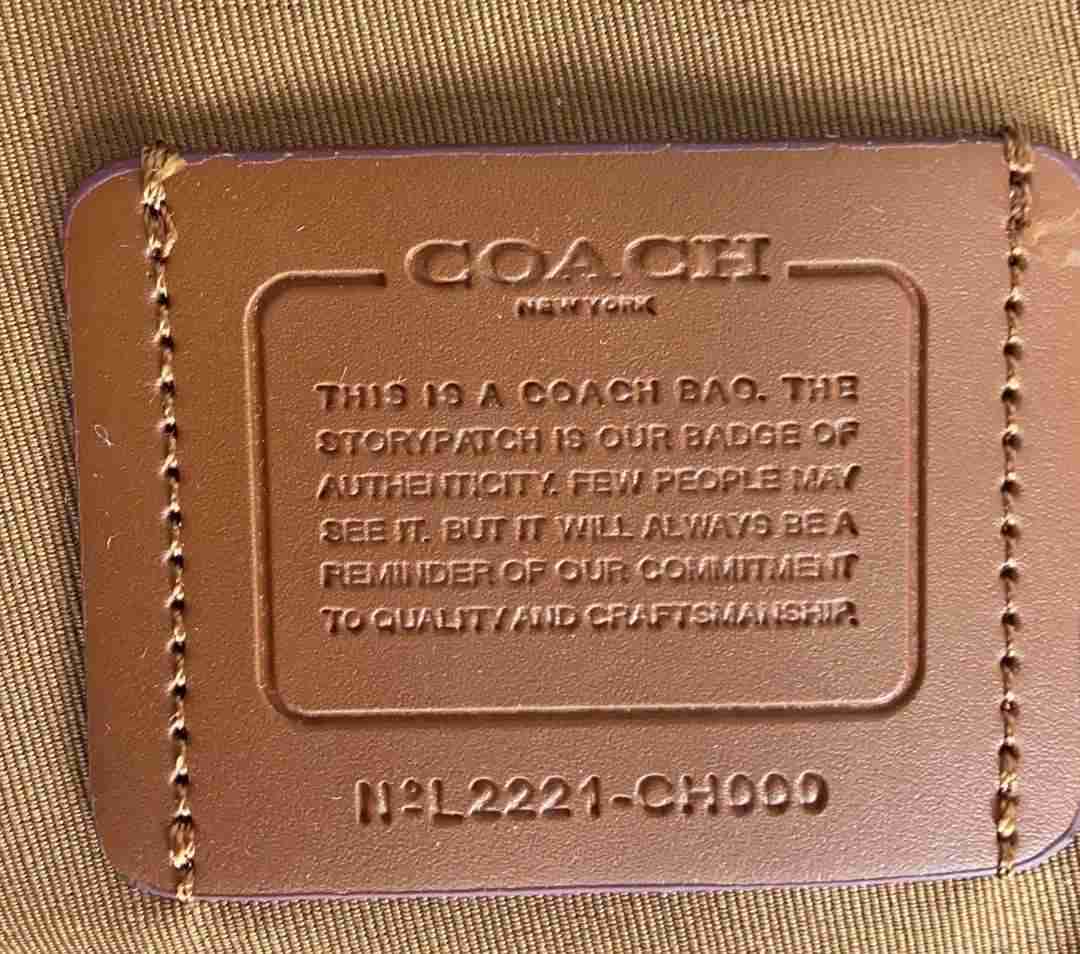 COACH
NEW YORK
THIS IS A COACH BAG. THE
STORYPATCH IS OUR BADGE OF
AUTHENTICITY. FEW PEOPLE MAY
SEE IT. BUT IT WILL ALWAYS BE A
REMINDER OF OUR COMMITMENT
TO QUALITY AND CRAFTSMANSHIP.
NºL2221-CH000